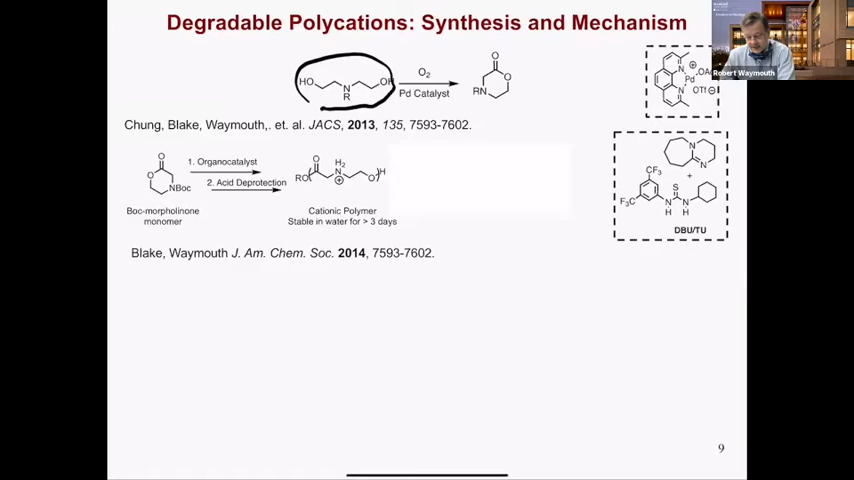 Degradable Polycations: Synthesis and Mechanism
Robert Waymouth
HO
N
R
OH
O2
Pd Catalyst
O
O
RN
N
N
Pd
OAc
OTf
Chung, Blake, Waymouth,. et. al. JACS, 2013, 135, 7593-7602.
O
O
NBoc
1. Organocatalyst
2. Acid Deprotection
O
RO
H2
N
O
H
Boc-morpholinone
monomer
Cationic Polymer
Stable in water for > 3 days
N
N
+
CF3
F3C
S
N
H
N
H
DBU/TU
Blake, Waymouth J. Am. Chem. Soc. 2014, 7593-7602.
9